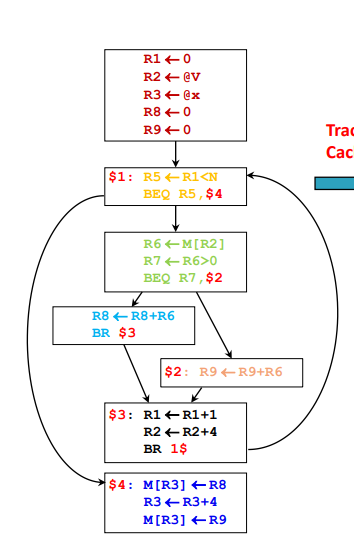 R1 ← 0
R2 ← @V
R3 ← @x
R8 ← 0
R9 ← 0
Trac
Cac
$1: R5 ← R1<N
BEQ R5,$4
R6 ← M[R2]
R7 ← R6>0
BEQ R7,$2
R8 ← R8+R6
BR $3
$2: R9 ← R9+R6
$3: R1 ← R1+1
R2 ← R2+4
BR 1$
$4: M[R3] ← R8
R3 ← R3+4
M[R3] ← R9